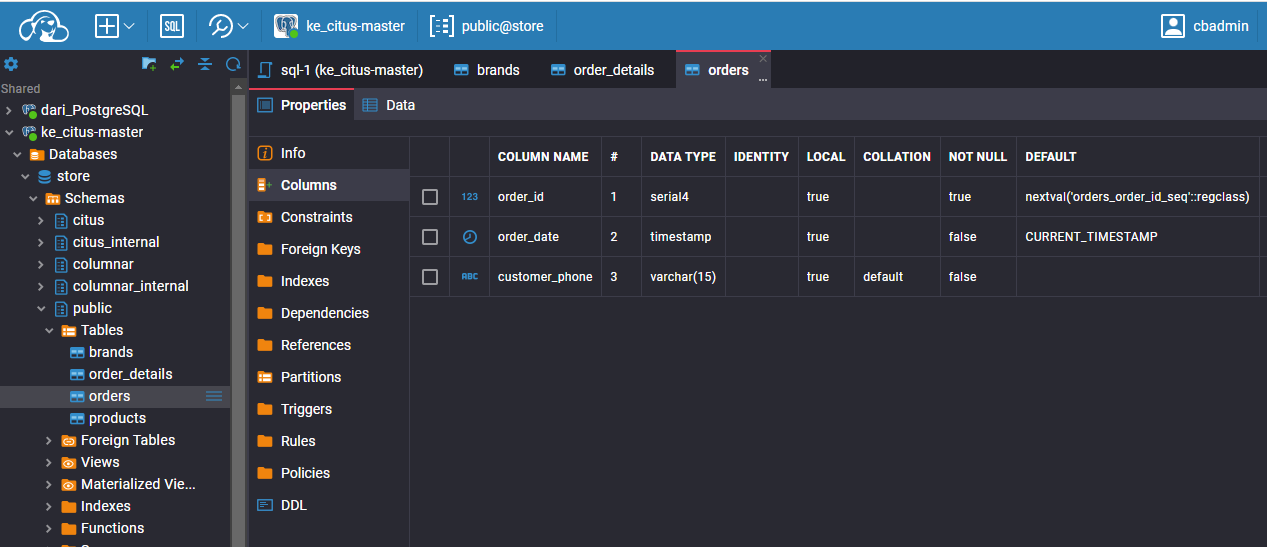 SQL ke_citus-master public@store cbadmin
Shared
dari_PostgreSQL
ke_citus-master
Databases
store
Schemas
citus
citus_internal
columnar
columnar_internal
public
Tables
brands
order_details
orders
products
Foreign Tables
Views
Materialized Vie...
Indexes
Functions
sql-1 (ke_citus-master) brands order_details orders
Properties Data
Info
Columns
Constraints
Foreign Keys
Indexes
Dependencies
References
Partitions
Triggers
Rules
Policies
DDL
COLUMN NAME # DATA TYPE IDENTITY LOCAL COLLATION NOT NULL DEFAULT
123 order_id 1 serial4 true true nextval('orders_order_id_seq'::regclass)
order_date 2 timestamp true false CURRENT_TIMESTAMP
ABC customer_phone 3 varchar(15) true default false